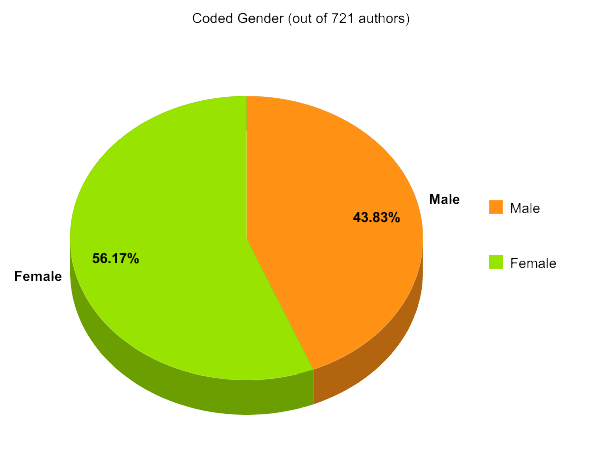 Coded Gender (out of 721 authors)
Male
43.83%
Male
56.17%
Female
Female